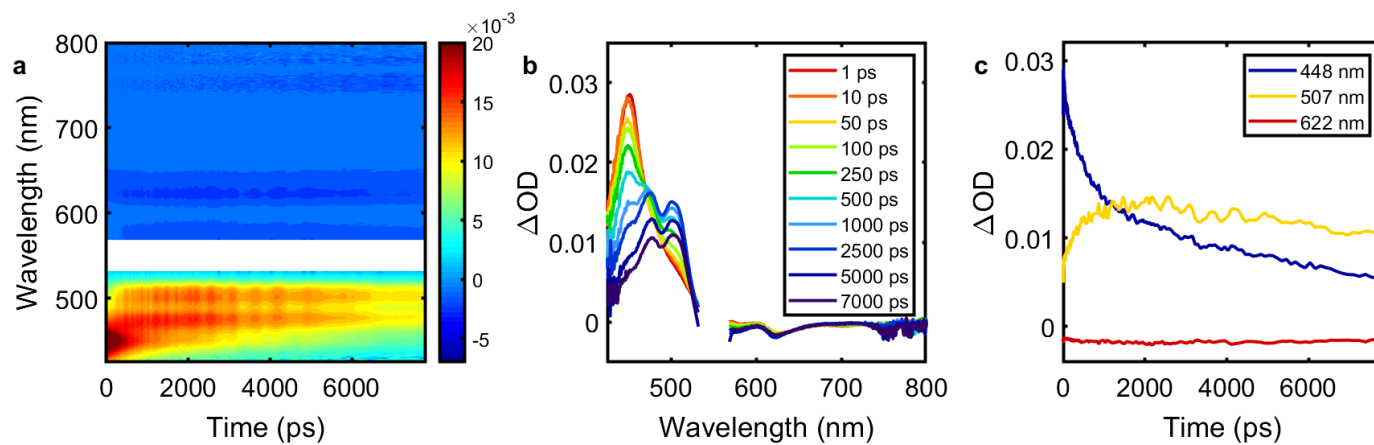 a
Wavelength (nm)
800
700
600
500
0 2000 4000 6000
Time (ps)
×10⁻³
20
15
10
5
0
-5
b
ΔOD
0.03
0.02
0.01
0
500 600 700 800
Wavelength (nm)
1 ps
10 ps
50 ps
100 ps
250 ps
500 ps
1000 ps
2500 ps
5000 ps
7000 ps
c
ΔOD
0.03
0.02
0.01
0
0 2000 4000 6000
Time (ps)
448 nm
507 nm
622 nm